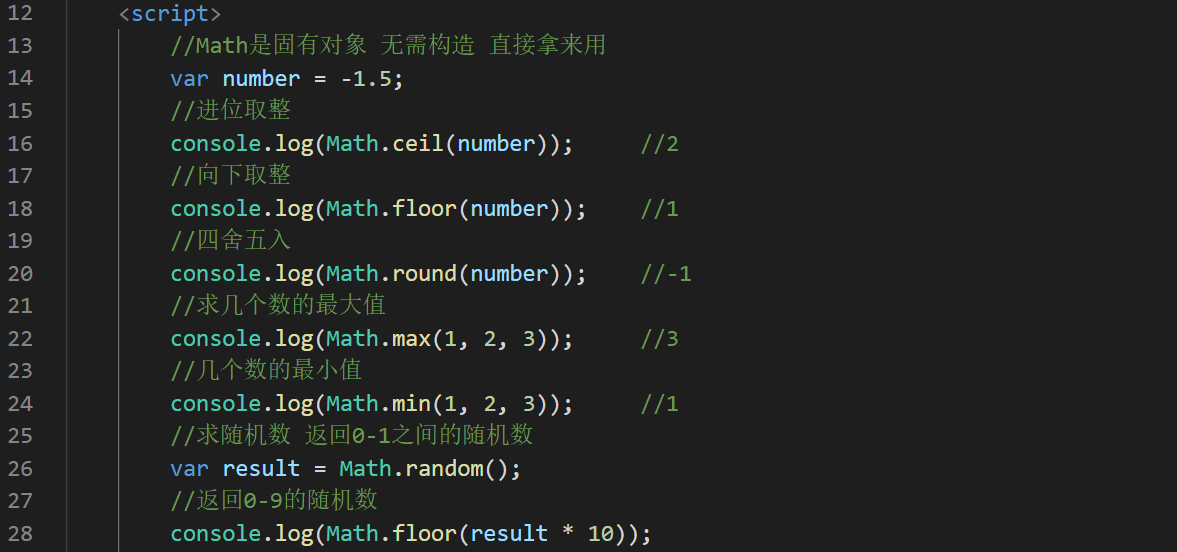 12 <script>
13 //Math是固有对象 无需构造 直接拿来用
14 var number = -1.5;
15 //进位取整
16 console.log(Math.ceil(number)); //2
17 //向下取整
18 console.log(Math.floor(number)); //1
19 //四舍五入
20 console.log(Math.round(number)); //-1
21 //求几个数的最大值
22 console.log(Math.max(1, 2, 3)); //3
23 //几个数的最小值
24 console.log(Math.min(1, 2, 3)); //1
25 //求随机数 返回0-1之间的随机数
26 var result = Math.random();
27 //返回0-9的随机数
28 console.log(Math.floor(result * 10));